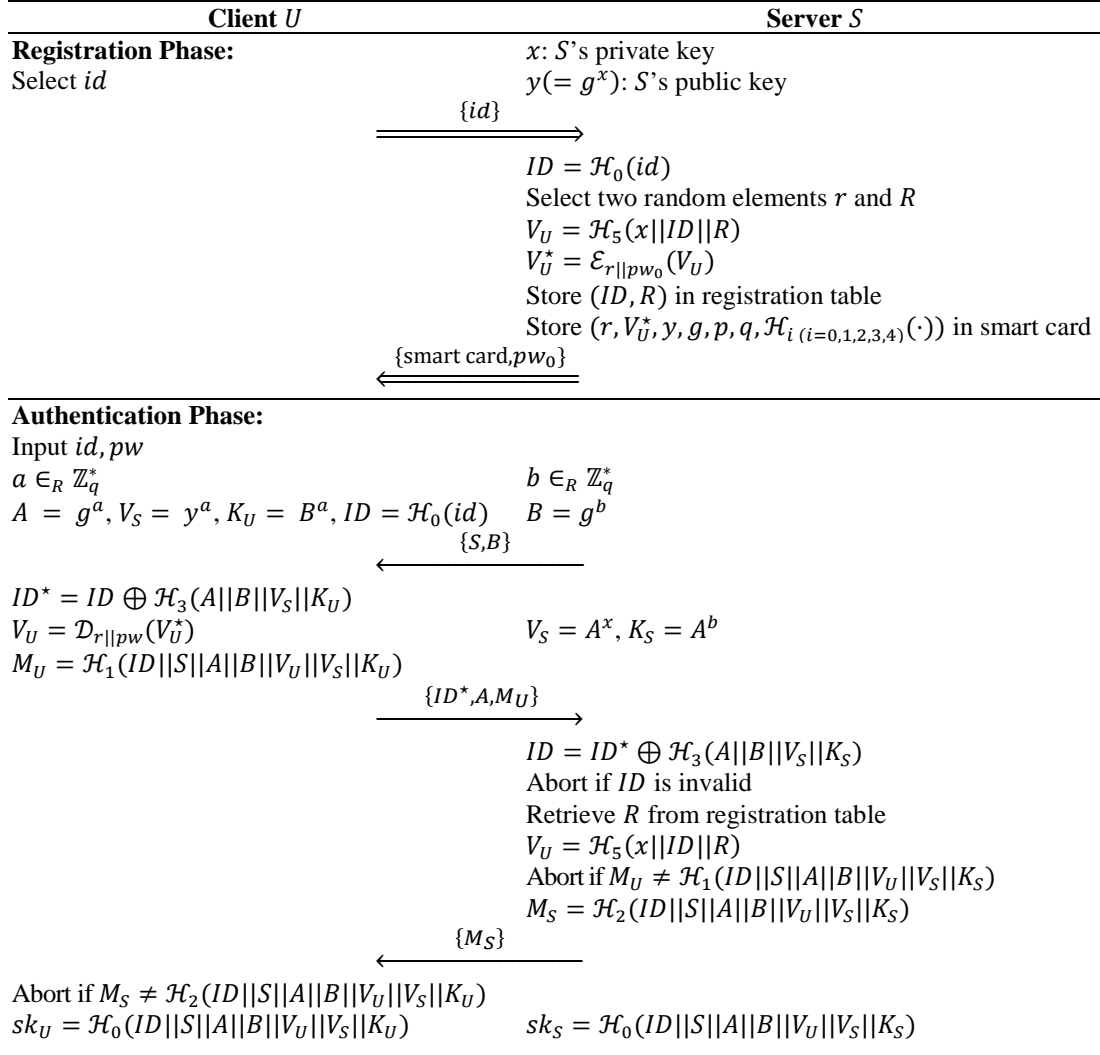 Client 𝑈 Server 𝑆
Registration Phase: 𝑥: 𝑆’s private key
Select 𝑖𝑑 𝑦(= 𝑔^𝑥): 𝑆’s public key
{𝑖𝑑}
𝐼𝐷 = ℋ_0(𝑖𝑑)
Select two random elements 𝑟 and 𝑅
𝑉_𝑈 = ℋ_5(𝑥||𝐼𝐷||𝑅)
𝑉_𝑈^⋆ = ℰ_{𝑟||𝑝𝑤_0}(𝑉_𝑈)
Store (𝐼𝐷, 𝑅) in registration table
Store (𝑟, 𝑉_𝑈^⋆, 𝑦, 𝑔, 𝑝, 𝑞, ℋ_{𝑖 (𝑖=0,1,2,3,4)}(·)) in smart card
{smart card,𝑝𝑤_0}
Authentication Phase:
Input 𝑖𝑑, 𝑝𝑤
𝑎 ∈_𝑅 ℤ_𝑞^* 𝑏 ∈_𝑅 ℤ_𝑞^*
𝐴 = 𝑔^𝑎, 𝑉_𝑆 = 𝑦^𝑎, 𝐾_𝑈 = 𝐵^𝑎, 𝐼𝐷 = ℋ_0(𝑖𝑑) 𝐵 = 𝑔^𝑏
{𝑆,𝐵}
𝐼𝐷^⋆ = 𝐼𝐷 ⊕ ℋ_3(𝐴||𝐵||𝑉_𝑆||𝐾_𝑈)
𝑉_𝑈 = 𝒟_{𝑟||𝑝𝑤}(𝑉_𝑈^⋆) 𝑉_𝑆 = 𝐴^𝑥, 𝐾_𝑆 = 𝐴^𝑏
𝑀_𝑈 = ℋ_1(𝐼𝐷||𝑆||𝐴||𝐵||𝑉_𝑈||𝑉_𝑆||𝐾_𝑈)
{𝐼𝐷^⋆,𝐴,𝑀_𝑈}
𝐼𝐷 = 𝐼𝐷^⋆ ⊕ ℋ_3(𝐴||𝐵||𝑉_𝑆||𝐾_𝑆)
Abort if 𝐼𝐷 is invalid
Retrieve 𝑅 from registration table
𝑉_𝑈 = ℋ_5(𝑥||𝐼𝐷||𝑅)
Abort if 𝑀_𝑈 ≠ ℋ_1(𝐼𝐷||𝑆||𝐴||𝐵||𝑉_𝑈||𝑉_𝑆||𝐾_𝑆)
𝑀_𝑆 = ℋ_2(𝐼𝐷||𝑆||𝐴||𝐵||𝑉_𝑈||𝑉_𝑆||𝐾_𝑆)
{𝑀_𝑆}
Abort if 𝑀_𝑆 ≠ ℋ_2(𝐼𝐷||𝑆||𝐴||𝐵||𝑉_𝑈||𝑉_𝑆||𝐾_𝑈)
𝑠𝑘_𝑈 = ℋ_0(𝐼𝐷||𝑆||𝐴||𝐵||𝑉_𝑈||𝑉_𝑆||𝐾_𝑈) 𝑠𝑘_𝑆 = ℋ_0(𝐼𝐷||𝑆||𝐴||𝐵||𝑉_𝑈||𝑉_𝑆||𝐾_𝑆)